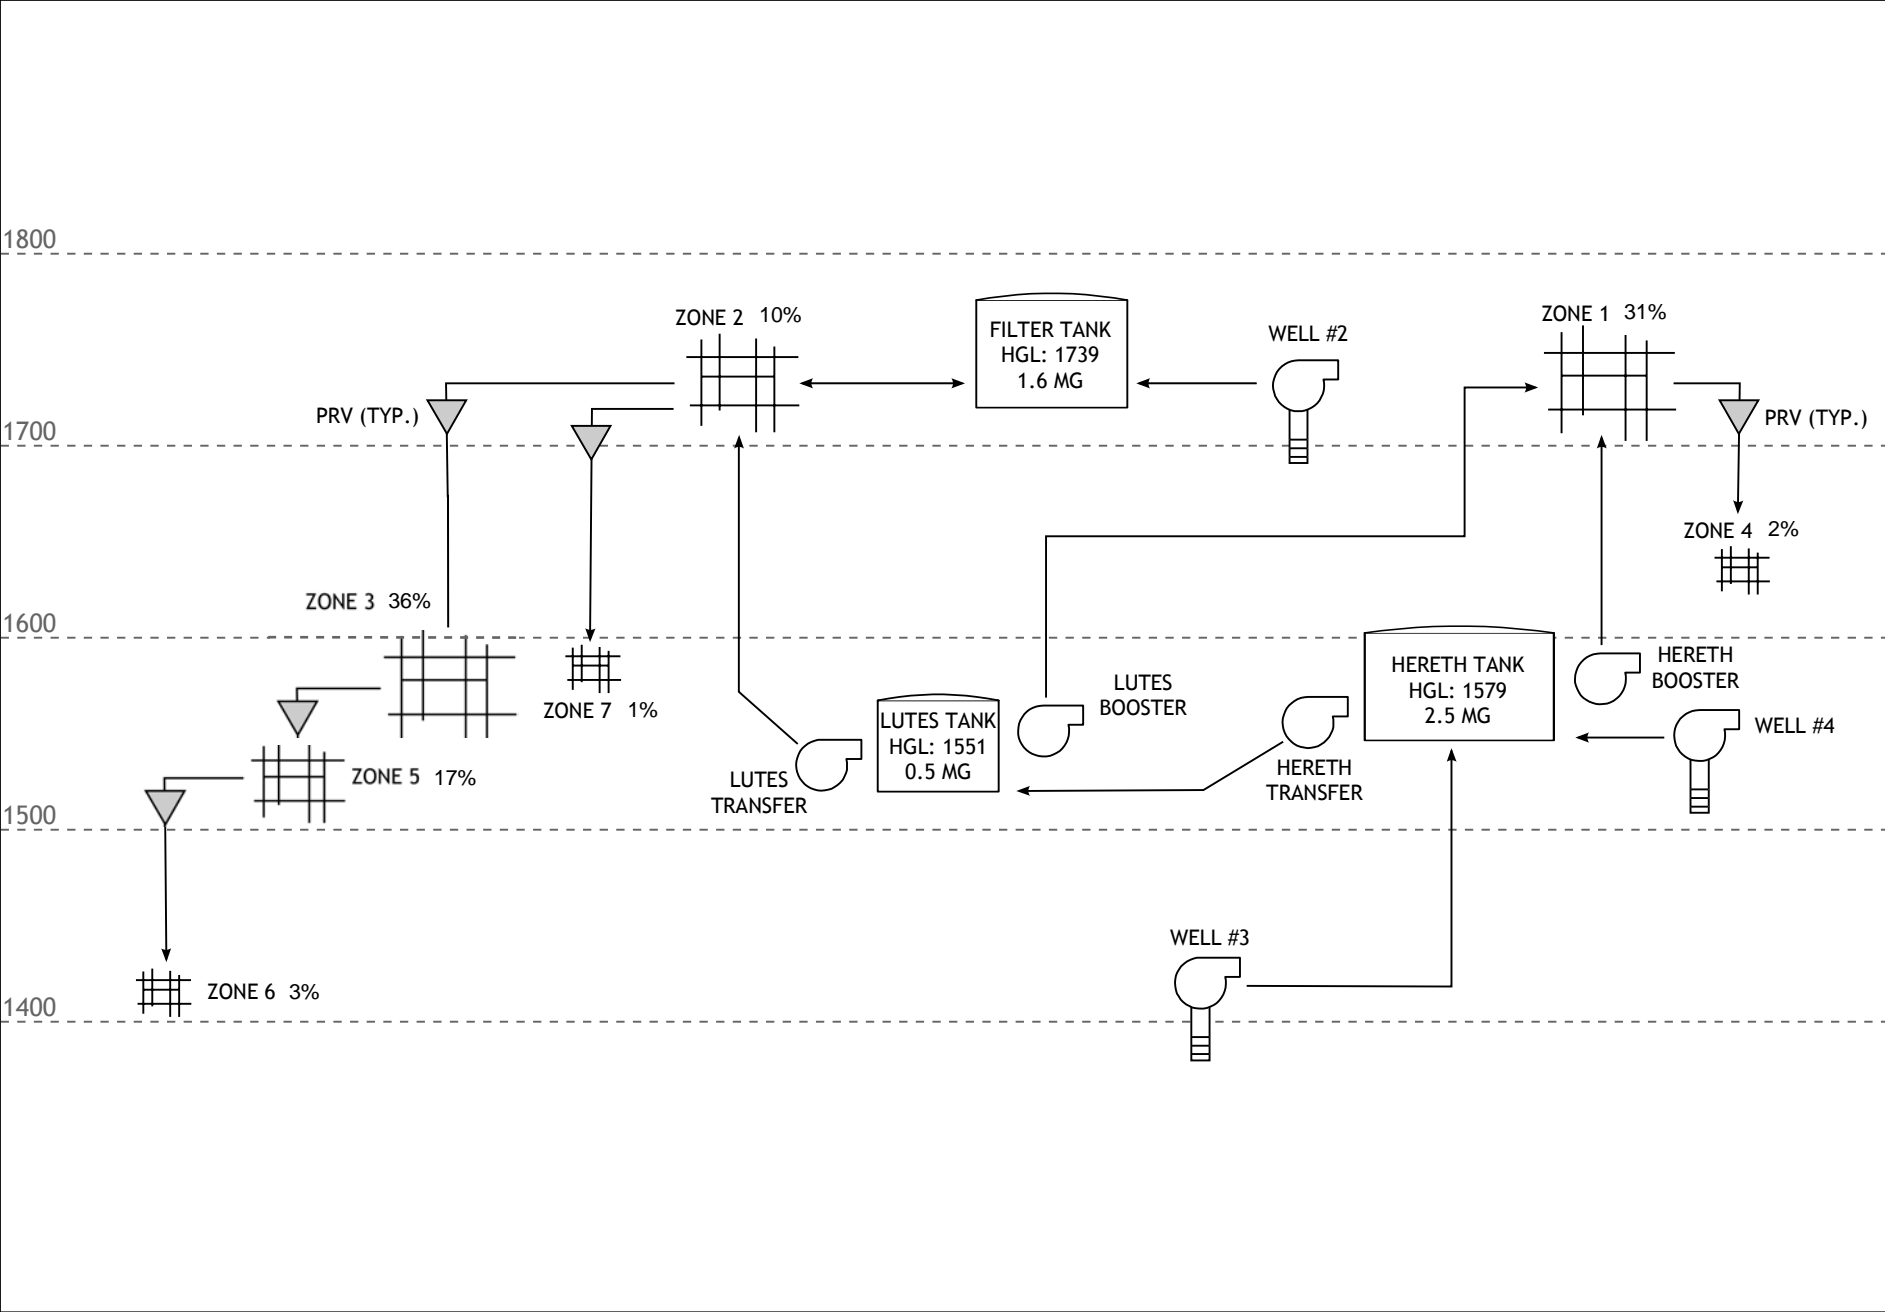 1800
ZONE 2 10%
FILTER TANK
HGL: 1739
1.6 MG
WELL #2
ZONE 1 31%
PRV (TYP.)
PRV (TYP.)
1700
ZONE 4 2%
ZONE 3 36%
1600
ZONE 7 1%
LUTES
BOOSTER
HERETH TANK
HGL: 1579
2.5 MG
HERETH
BOOSTER
LUTES TANK
HGL: 1551
0.5 MG
WELL #4
ZONE 5 17%
LUTES
TRANSFER
HERETH
TRANSFER
1500
WELL #3
ZONE 6 3%
1400